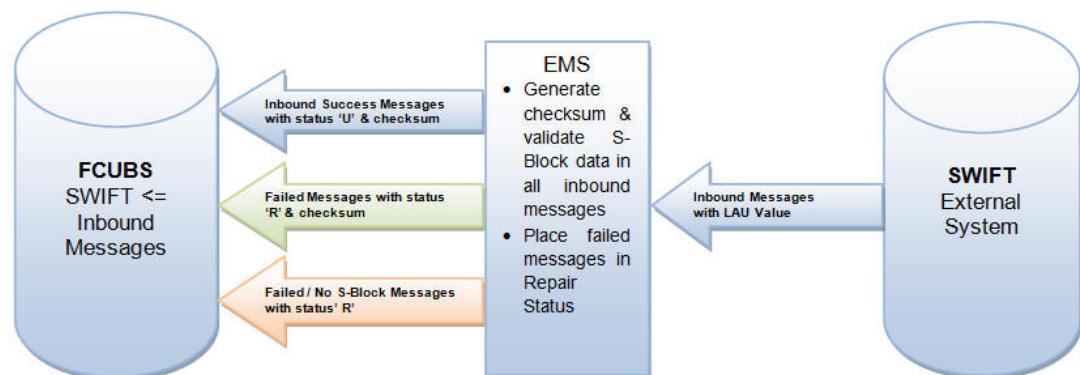 FCUBS
SWIFT <=
Inbound
Messages
Inbound Success Messages
with status ‘U’ & checksum
Failed Messages with status
‘R’ & checksum
Failed / No S-Block Messages
with status’ R’
EMS
• Generate
checksum &
validate S-
Block data in
all inbound
messages
• Place failed
messages in
Repair
Status
Inbound Messages
with LAU Value
SWIFT
External
System